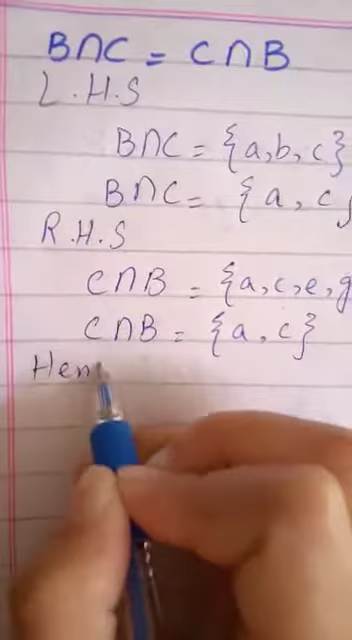 B∩C = C∩B
L.H.S
B∩C = {a, b, c}
B∩C = {a, c
R.H.S
C∩B = {a, c, e, g
C∩B = {a, c}
Hen